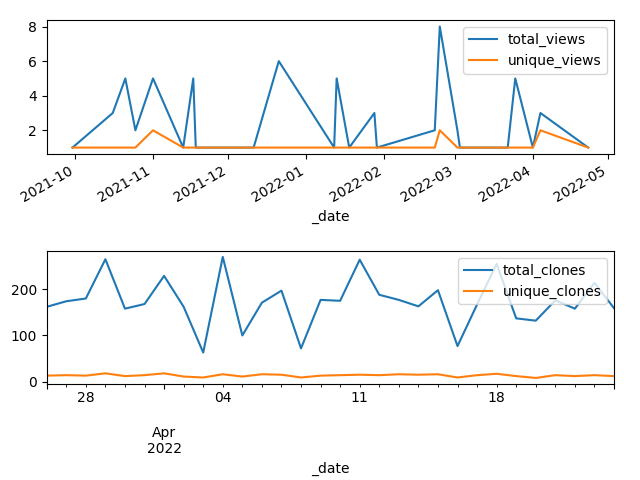 8
6
4
2
total_views
unique_views
2021-10
2021-11
2021-12
2022-01
2022-02
2022-03
2022-04
2022-05
_date
200
100
0
total_clones
unique_clones
28
04
11
18
Apr
2022
_date